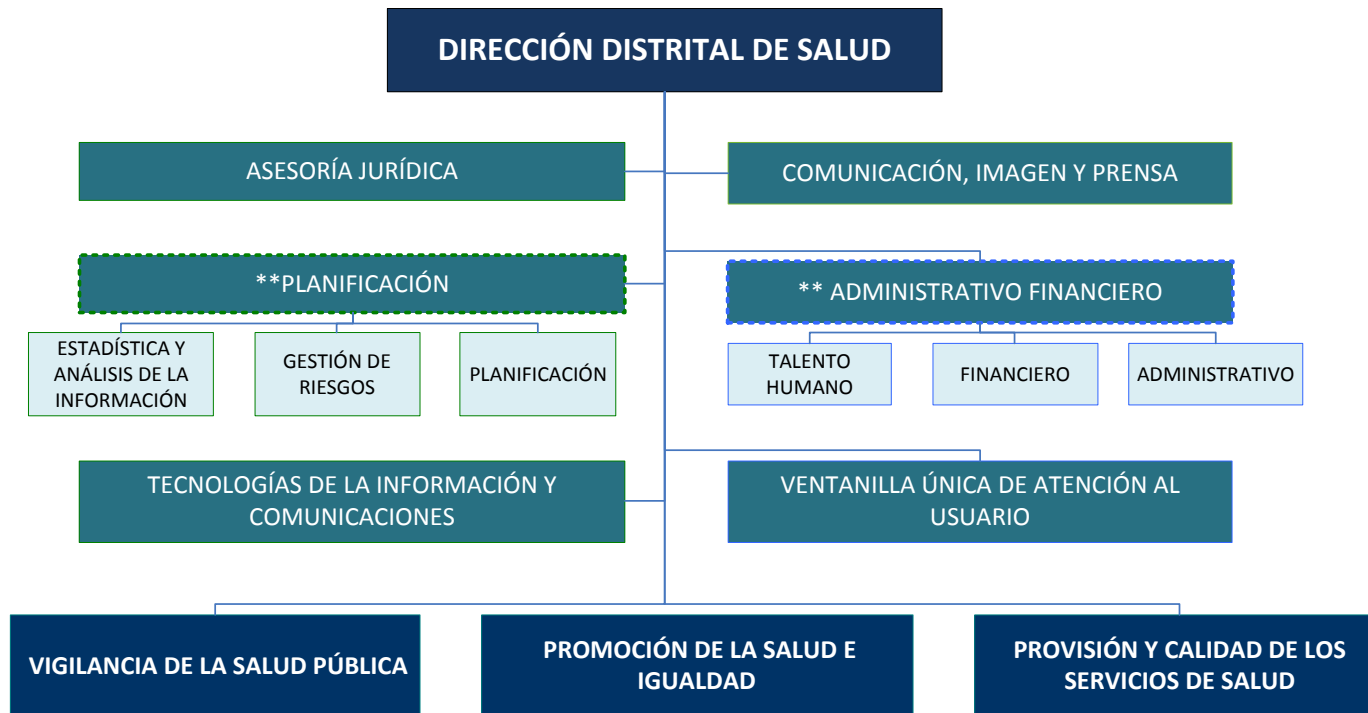 DIRECCIÓN DISTRITAL DE SALUD
ASESORÍA JURÍDICA
COMUNICACIÓN, IMAGEN Y PRENSA
**PLANIFICACIÓN
** ADMINISTRATIVO FINANCIERO
ESTADÍSTICA Y
ANÁLISIS DE LA
INFORMACIÓN
GESTIÓN DE
RIESGOS
PLANIFICACIÓN
TALENTO
HUMANO
FINANCIERO
ADMINISTRATIVO
TECNOLOGÍAS DE LA INFORMACIÓN Y
COMUNICACIONES
VENTANILLA ÚNICA DE ATENCIÓN AL
USUARIO
VIGILANCIA DE LA SALUD PÚBLICA
PROMOCIÓN DE LA SALUD E
IGUALDAD
PROVISIÓN Y CALIDAD DE LOS
SERVICIOS DE SALUD